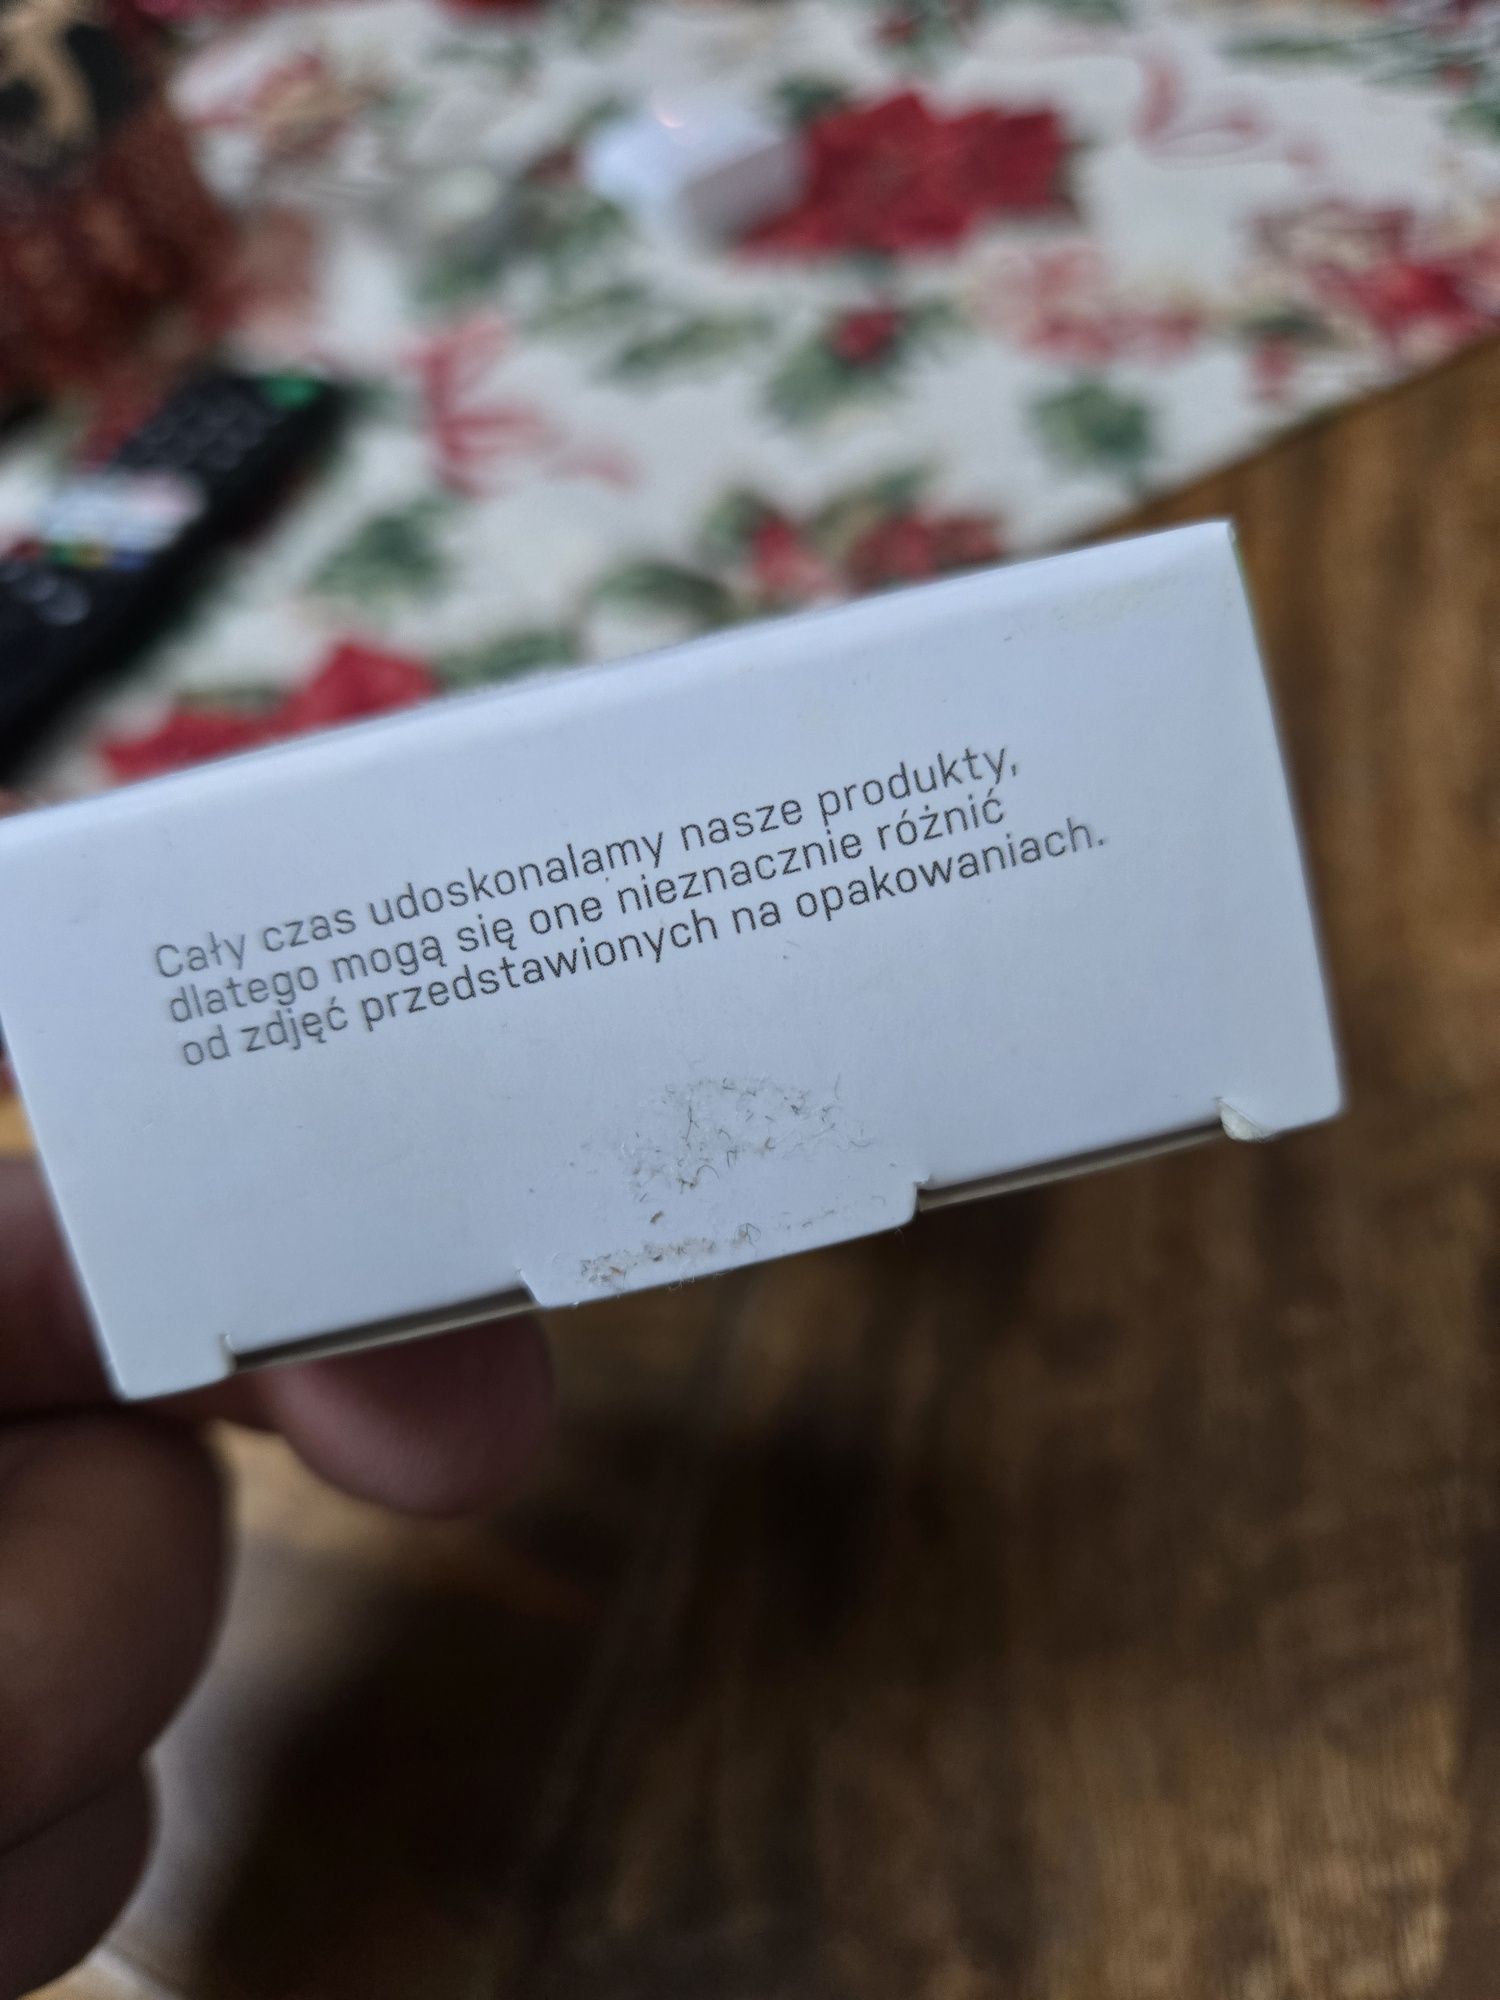 Cały czas udoskonalamy nasze produkty,
dlatego mogą się one nieznacznie różnić
od zdjęć przedstawionych na opakowaniach.